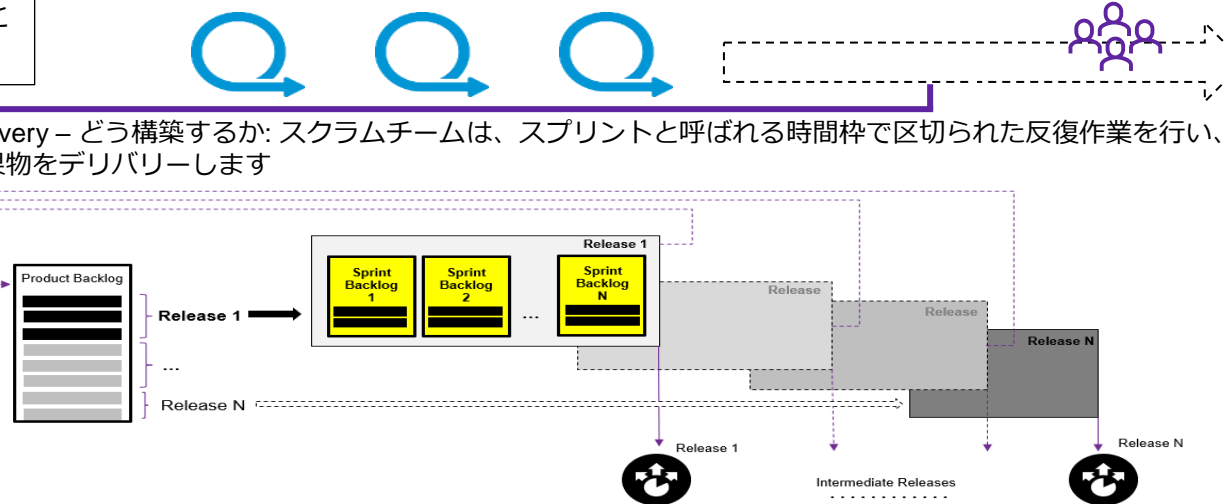 と
very – どう構築するか: スクラムチームは、スプリントと呼ばれる時間枠で区切られた反復作業を行い、
果物をデリバリーします
Release 1
Product Backlog
Sprint Backlog 1
Sprint Backlog 2
...
Sprint Backlog N
Release 1
Release
Release
Release N
...
Release N
Release 1
Intermediate Releases
Release N